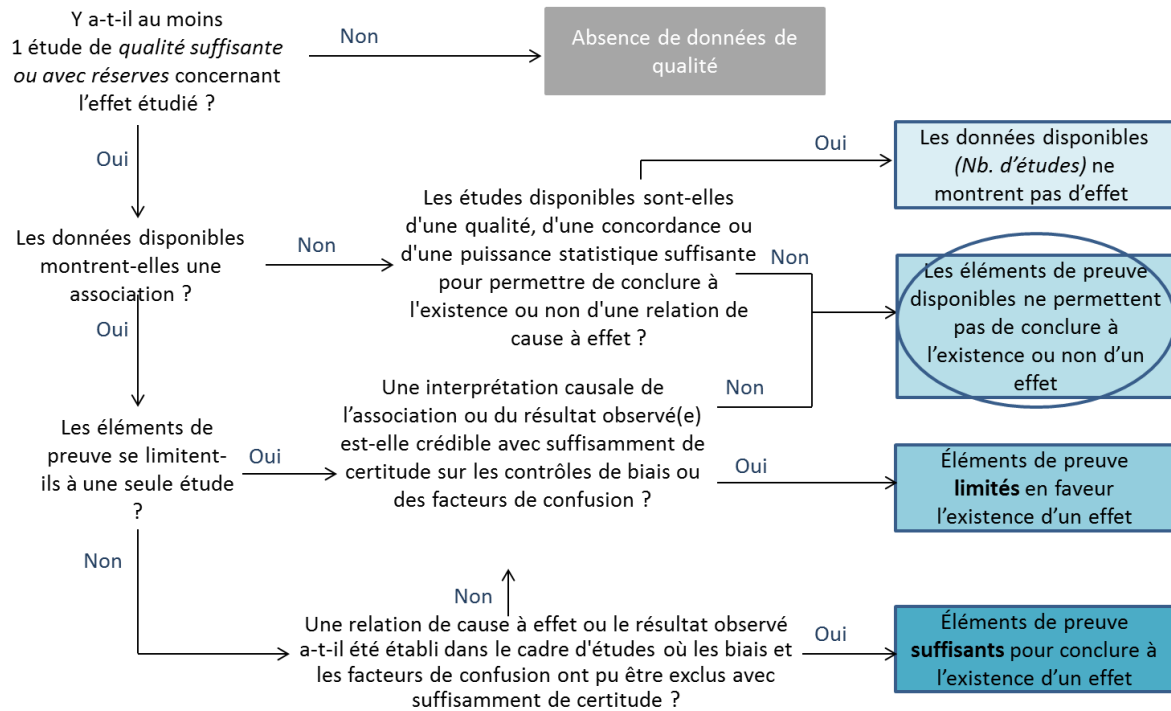 Y a-t-il au moins
1 étude de qualité suffisante
ou avec réserves concernant
l'effet étudié ?
Non
Absence de données de
qualité
Oui
Oui
Les données disponibles
(Nb. d'études) ne
montrent pas d'effet
Les données disponibles
montrent-elles une
association ?
Non
Les études disponibles sont-elles
d'une qualité, d'une concordance ou
d'une puissance statistique suffisante
pour permettre de conclure à
l'existence ou non d'une relation de
cause à effet ?
Non
Les éléments de preuve
disponibles ne permettent
pas de conclure à
l'existence ou non d'un
effet
Oui
Les éléments de
preuve se limitent-
ils à une seule étude
?
Oui
Une interprétation causale de
l'association ou du résultat observé(e)
est-elle crédible avec suffisamment de
certitude sur les contrôles de biais ou
des facteurs de confusion ?
Non
Oui
Éléments de preuve
limités en faveur
l'existence d'un effet
Non
Non
Une relation de cause à effet ou le résultat observé
a-t-il été établi dans le cadre d'études où les biais et
les facteurs de confusion ont pu être exclus avec
suffisamment de certitude ?
Oui
Éléments de preuve
suffisants pour conclure à
l'existence d'un effet